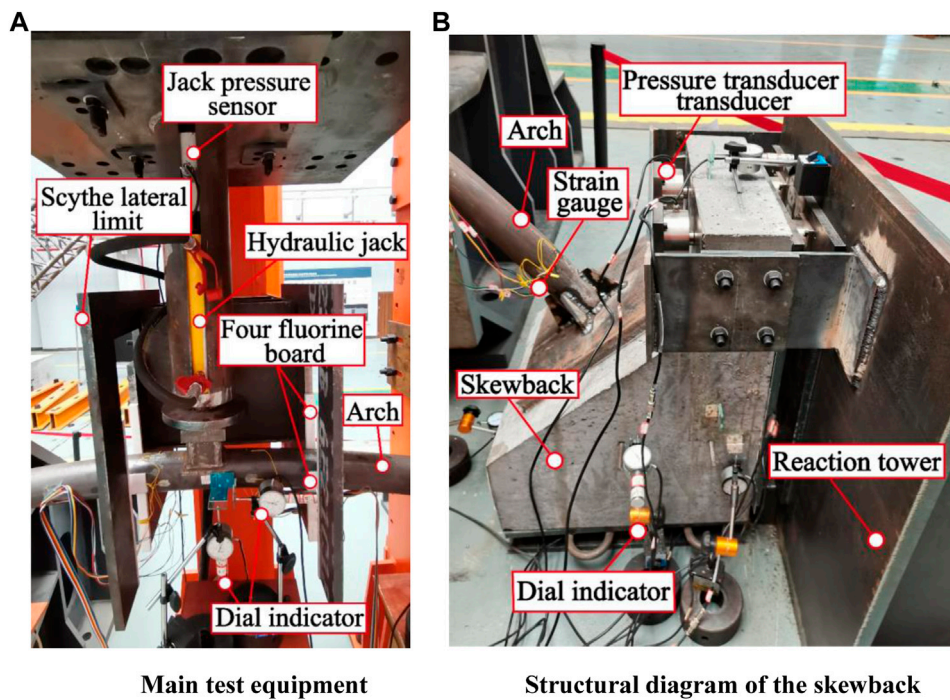 A
Jack pressure
sensor
Scythe lateral
limit
Hydraulic jack
Four fluorine
board
Arch
Dial indicator
Main test equipment
B
Pressure transducer
transducer
Arch
Strain
gauge
Skewback
Reaction tower
Dial indicator
Structural diagram of the skewback